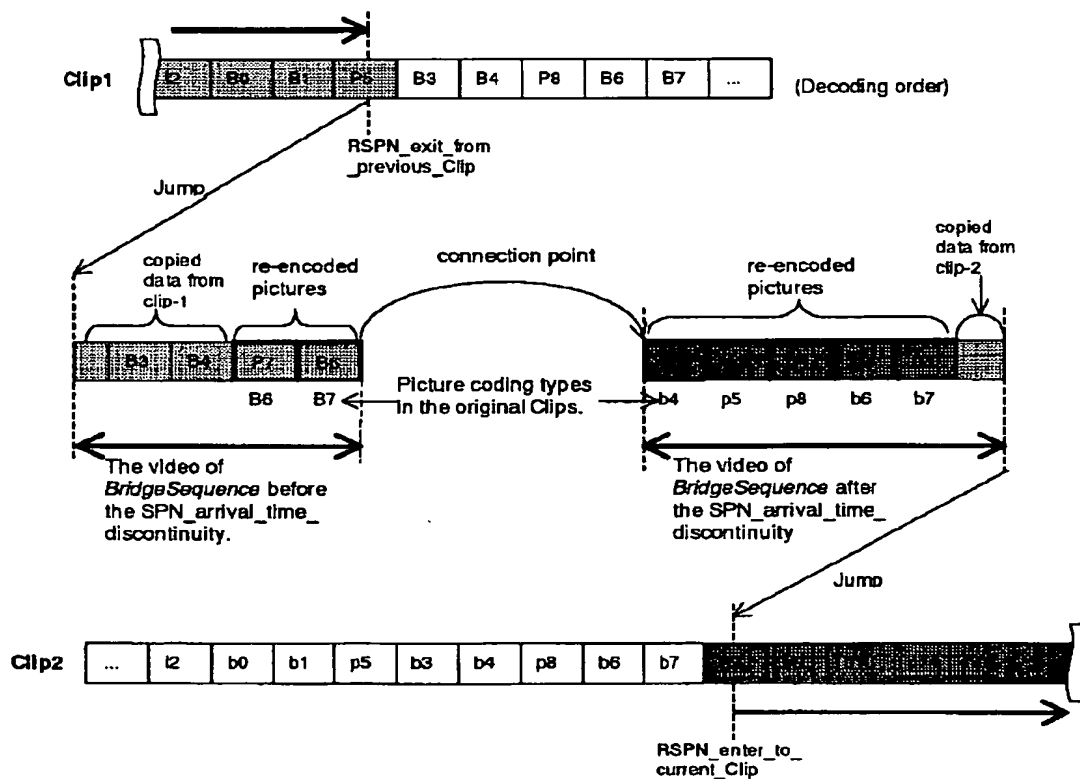 Clip1 I2 B0 B1 P5 B3 B4 P8 B6 B7 ... (Decoding order)
RSPN_exit_from
_previous_Clip
Jump
copied
data from
clip-1
re-encoded
pictures
connection point
re-encoded
pictures
copied
data from
clip-2
B3 B4 P7 B6
B6 B7
Picture coding types
in the original Clips.
b4 p5 p8 b6 b7
The video of
BridgeSequence before
the SPN_arrival_time_
discontinuity.
The video of
BridgeSequence after
the SPN_arrival_time_
discontinuity
Jump
Clip2 ... I2 b0 b1 p5 b3 b4 p8 b6 b7
RSPN_enter_to_
current_Clip